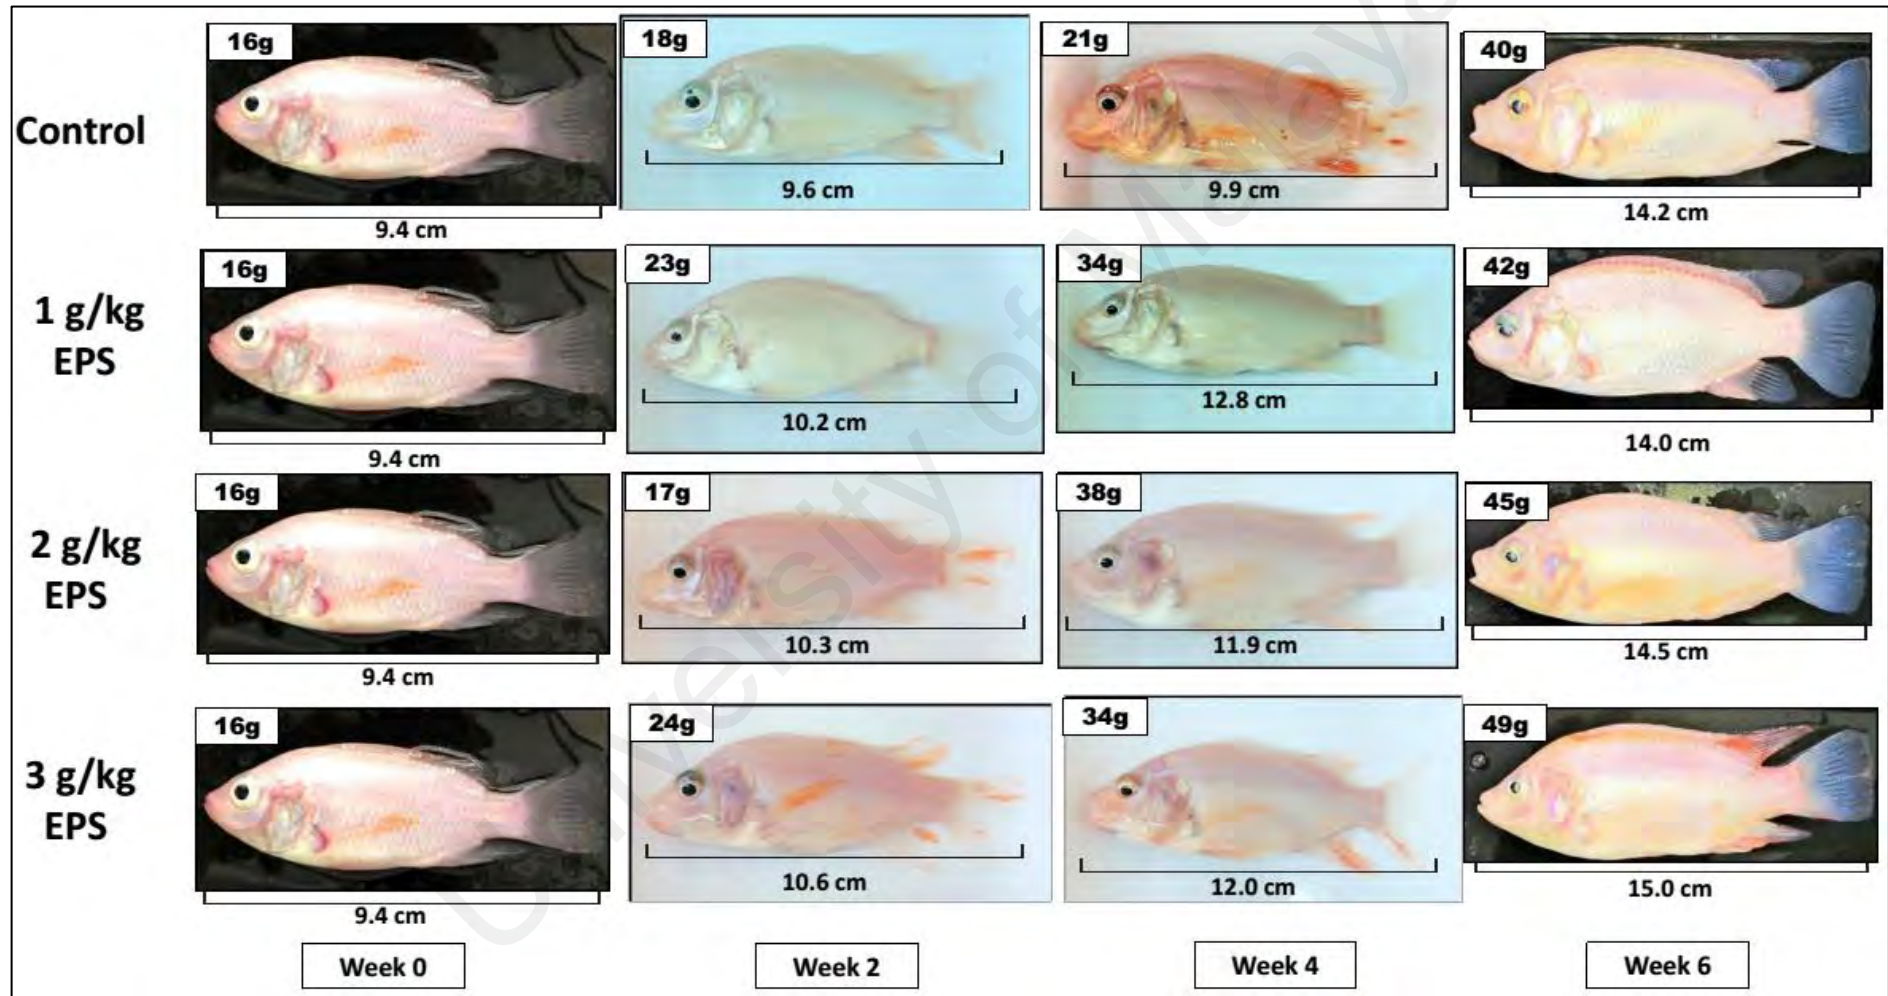 Control
16g
18g
21g
40g
9.4 cm
9.6 cm
9.9 cm
14.2 cm
1 g/kg
EPS
16g
23g
34g
42g
9.4 cm
10.2 cm
12.8 cm
14.0 cm
2 g/kg
EPS
16g
17g
38g
45g
9.4 cm
10.3 cm
11.9 cm
14.5 cm
3 g/kg
EPS
16g
24g
34g
49g
9.4 cm
10.6 cm
12.0 cm
15.0 cm
Week 0
Week 2
Week 4
Week 6
University of Malaya